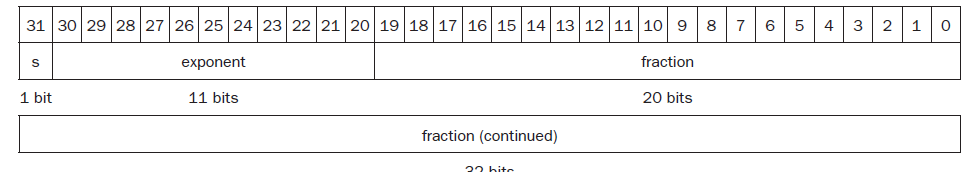 31 30 29 28 27 26 25 24 23 22 21 20 19 18 17 16 15 14 13 12 11 10 9 8 7 6 5 4 3 2 1 0
s exponent fraction
1 bit 11 bits 20 bits
fraction (continued)
32 bits